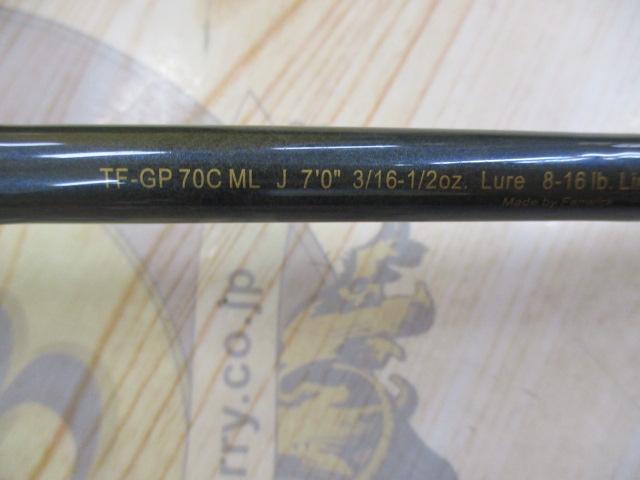 TF-GP 70C ML J 7'0" 3/16-1/2oz. Lure 8-16 lb. Li
Made by
rry.co.jp